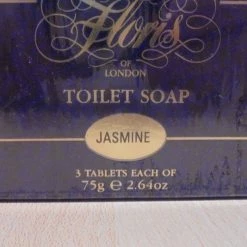 Floris
OF
LONDON
TOILET SOAP
JASMINE
3 TABLETS EACH OF
75g ℮ 2.64oz